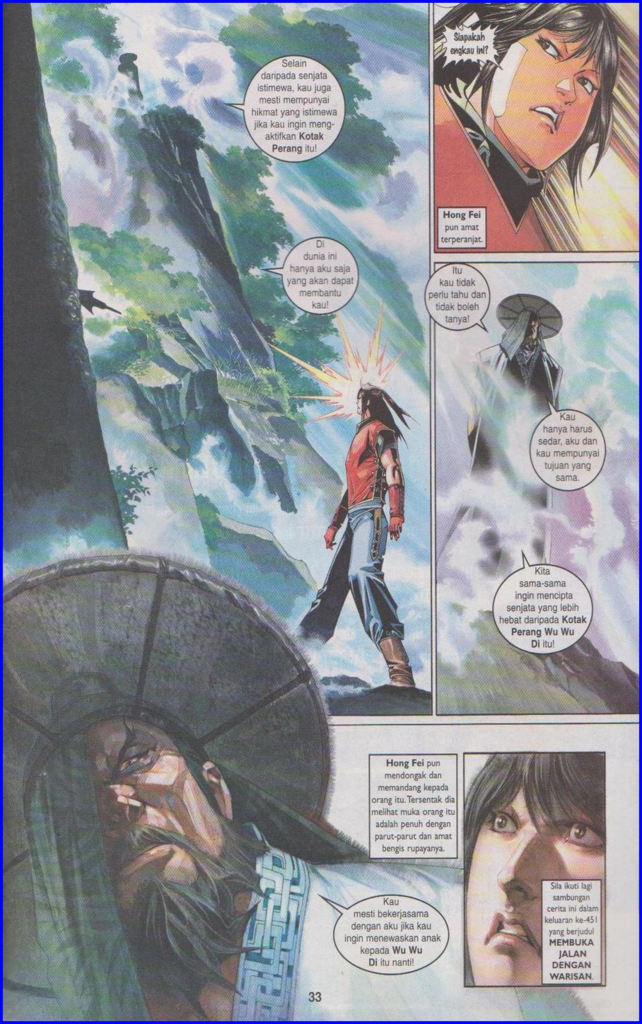 Selain
daripada senjata
istimewa, kau juga
mesti mempunyai
hikmat yang istimewa
jika kau ingin meng-
aktifkan Kotak
Perang itu!
Di
dunia ini
hanya aku saja
yang akan dapat
membantu
kau!
Siapakah
engkau ini?
Hong Fei
pun amat
terperanjat.
Itu
kau tidak
perlu tahu dan
tidak boleh
tanya!
Kau
hanya harus
sedar, aku dan
kau mempunyai
tujuan yang
sama.
Kita
sama-sama
ingin mencipta
senjata yang lebih
hebat daripada Kotak
Perang Wu Wu
Di itu!
Hong Fei pun
mendongak dan
memandang kepada
orang itu. Tersentak dia
melihat muka orang itu
adalah penuh dengan
parut-parut dan amat
bengis rupayanya.
Kau
mesti bekerjasama
dengan aku jika kau
ingin menewaskan anak
kepada Wu Wu
Di itu nanti!
Sila ikuti lagi
sambungan
cerita ini dalam
keluaran ke-451
yang berjudul
MEMBUKA
JALAN
DENGAN
WARISAN.
33